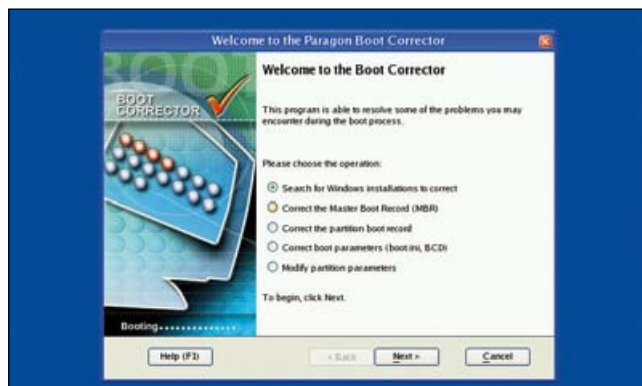 Welcome to the Paragon Boot Corrector
BOOT
BOOT
CORRECTOR
Welcome to the Boot Corrector
This program is able to resolve some of the problems you may
encounter during the boot process.
Please choose the operation:
Search for Windows installations to correct
Correct the Master Boot Record (MBR)
Correct the partition boot record
Correct boot parameters (boot.ini, BCD)
Modify partition parameters
To begin, click Next.
Booting..............
Help (F1)
< Back
Next >
Cancel